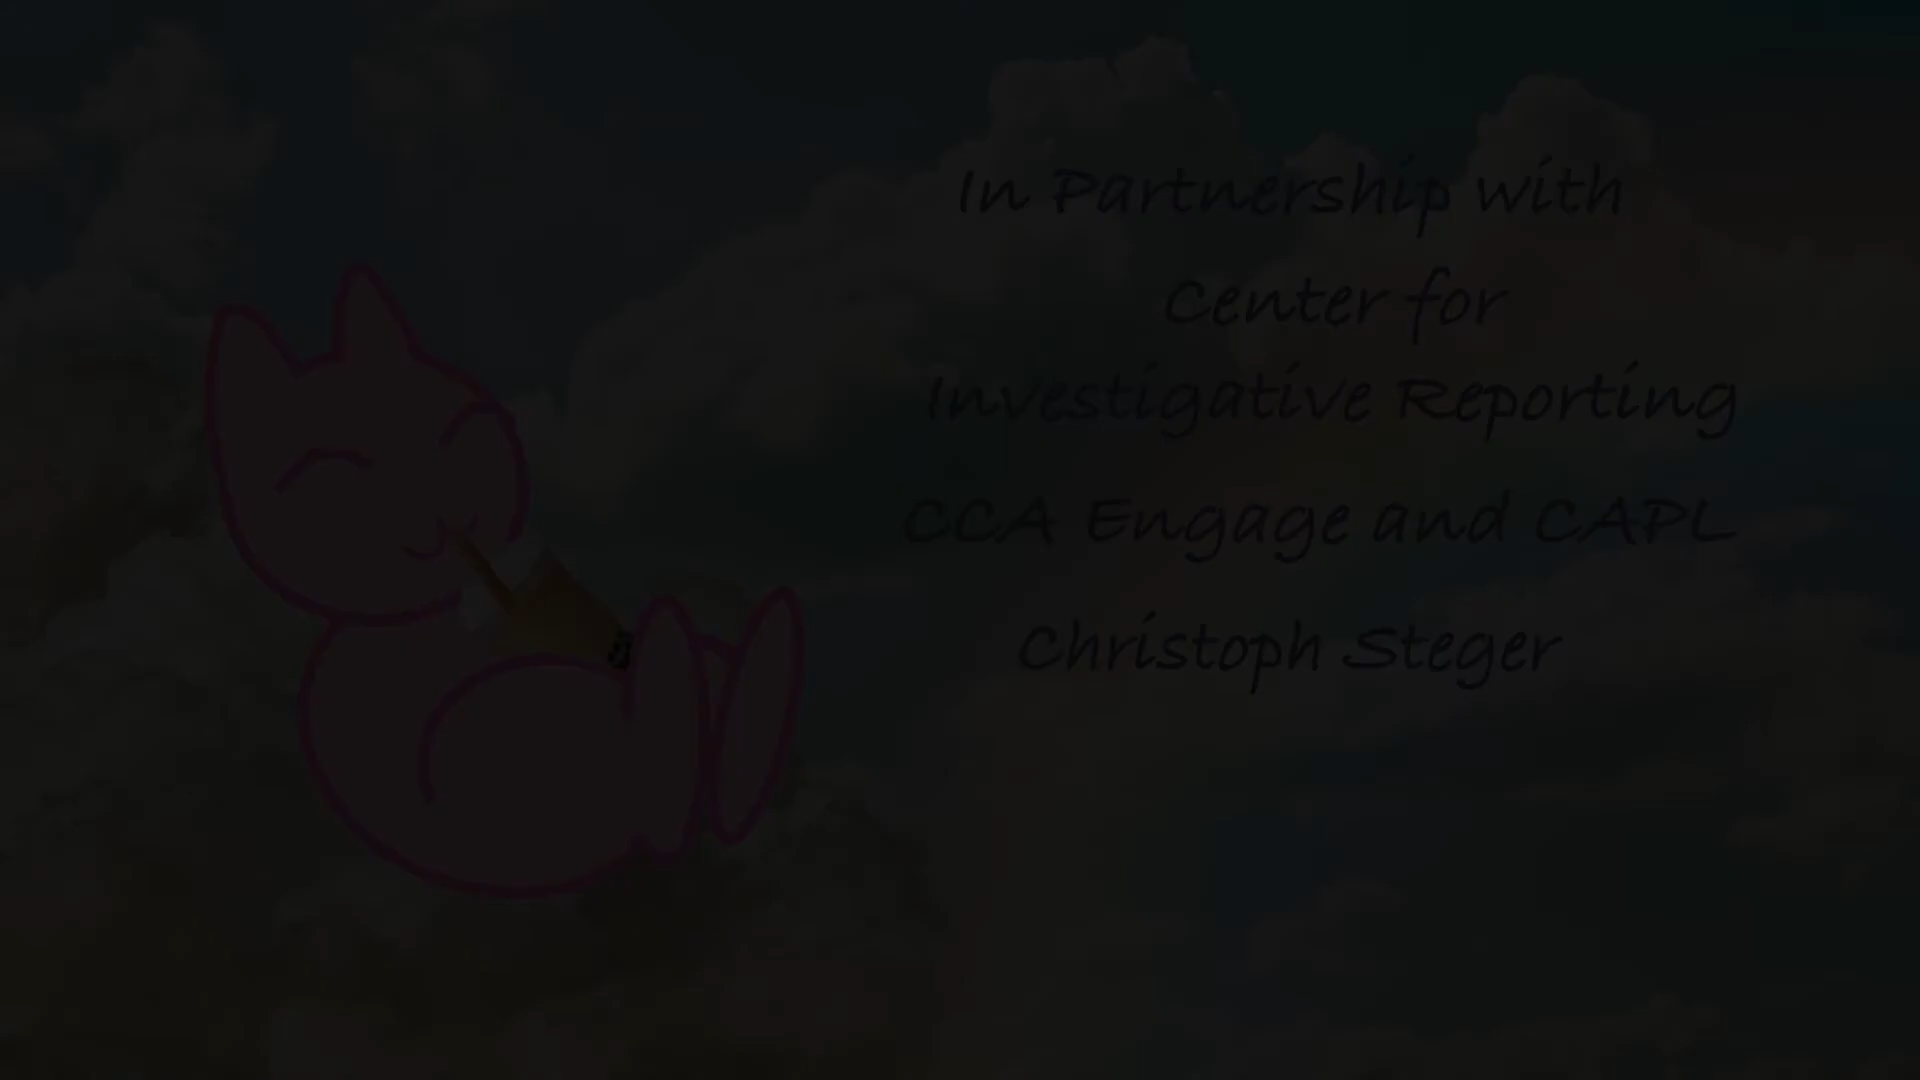 In Partnership with
Center for
Investigative Reporting
CCA Engage and CAPL
Christoph Steger